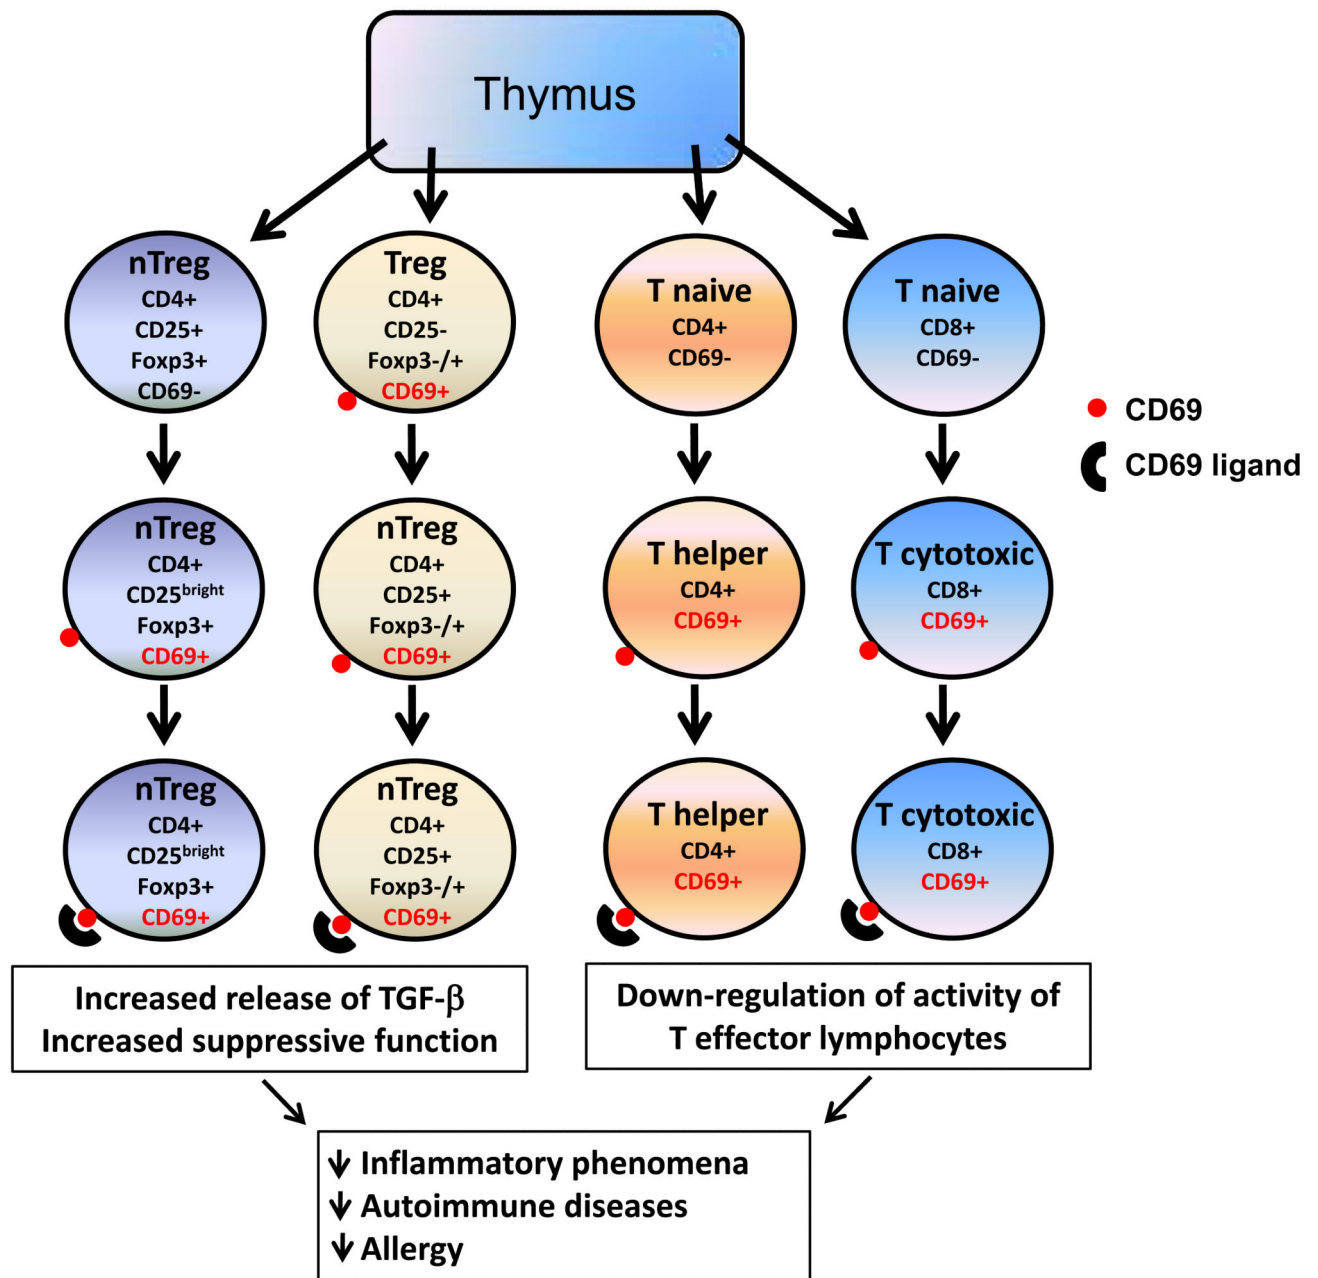 Thymus
nTreg
CD4+
CD25+
Foxp3+
CD69-
Treg
CD4+
CD25-
Foxp3-/+
CD69+
T naive
CD4+
CD69-
T naive
CD8+
CD69-
CD69
CD69 ligand
nTreg
CD4+
CD25bright
Foxp3+
CD69+
nTreg
CD4+
CD25+
Foxp3-/+
CD69+
T helper
CD4+
CD69+
T cytotoxic
CD8+
CD69+
nTreg
CD4+
CD25bright
Foxp3+
CD69+
nTreg
CD4+
CD25+
Foxp3-/+
CD69+
T helper
CD4+
CD69+
T cytotoxic
CD8+
CD69+
Increased release of TGF-β
Increased suppressive function
Down-regulation of activity of
T effector lymphocytes
Inflammatory phenomena
Autoimmune diseases
Allergy